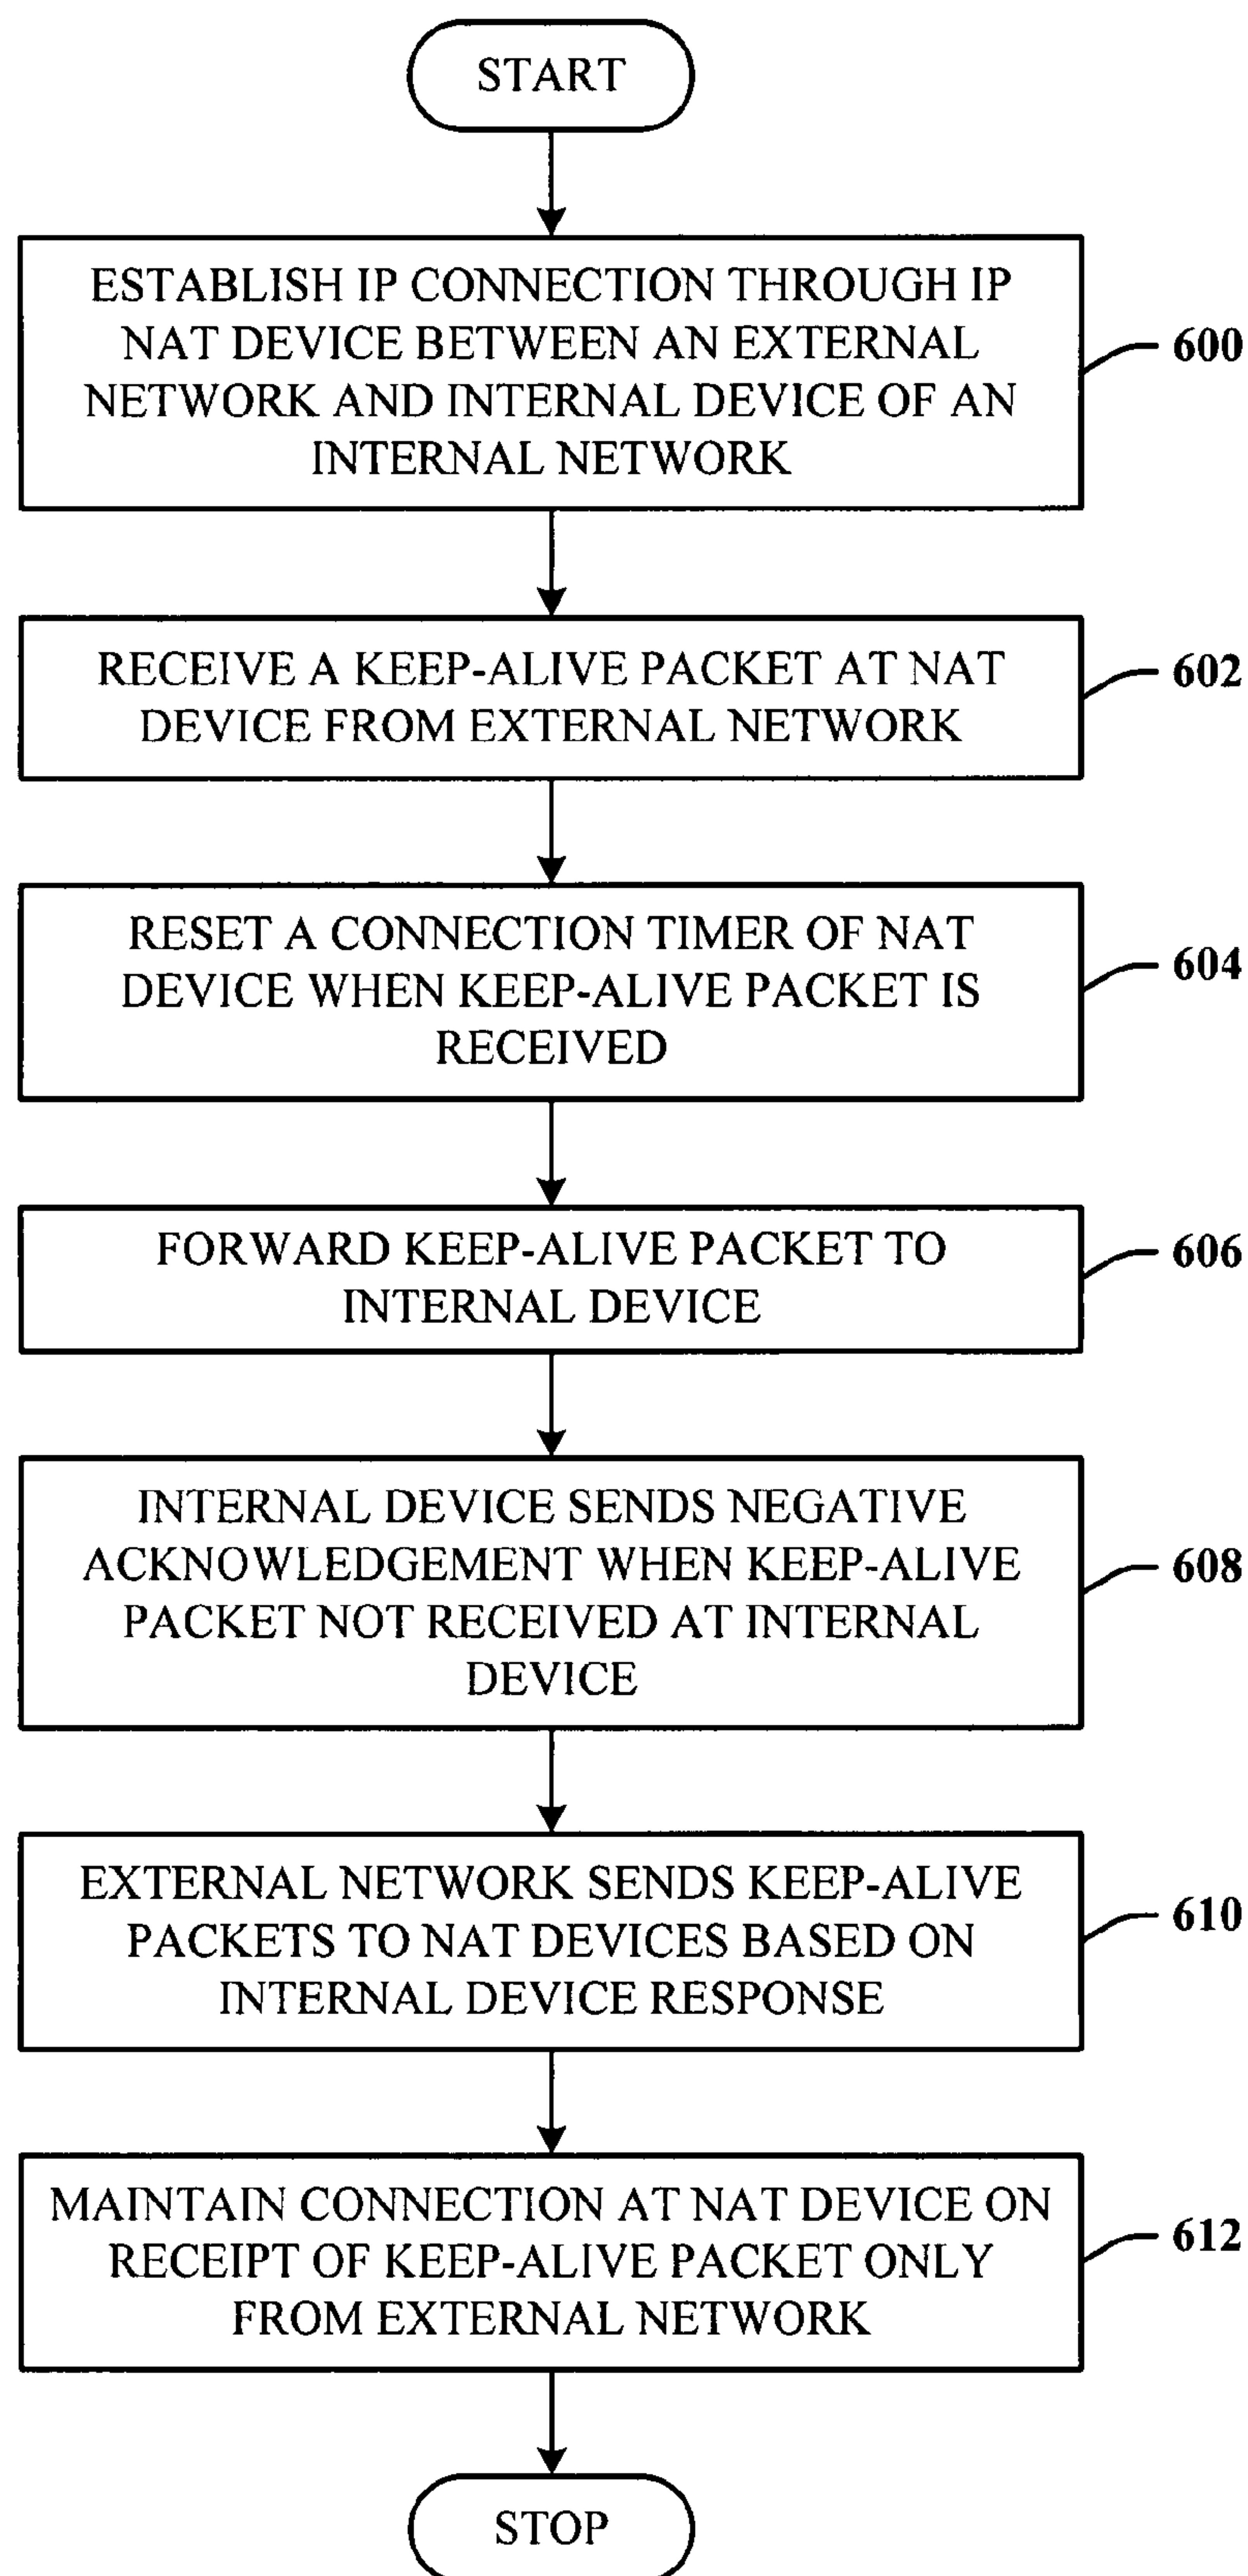 START
ESTABLISH IP CONNECTION THROUGH IP
NAT DEVICE BETWEEN AN EXTERNAL
NETWORK AND INTERNAL DEVICE OF AN
INTERNAL NETWORK
600
RECEIVE A KEEP-ALIVE PACKET AT NAT
DEVICE FROM EXTERNAL NETWORK
602
RESET A CONNECTION TIMER OF NAT
DEVICE WHEN KEEP-ALIVE PACKET IS
RECEIVED
604
FORWARD KEEP-ALIVE PACKET TO
INTERNAL DEVICE
606
INTERNAL DEVICE SENDS NEGATIVE
ACKNOWLEDGEMENT WHEN KEEP-ALIVE
PACKET NOT RECEIVED AT INTERNAL
DEVICE
608
EXTERNAL NETWORK SENDS KEEP-ALIVE
PACKETS TO NAT DEVICES BASED ON
INTERNAL DEVICE RESPONSE
610
MAINTAIN CONNECTION AT NAT DEVICE ON
RECEIPT OF KEEP-ALIVE PACKET ONLY
FROM EXTERNAL NETWORK
612
STOP